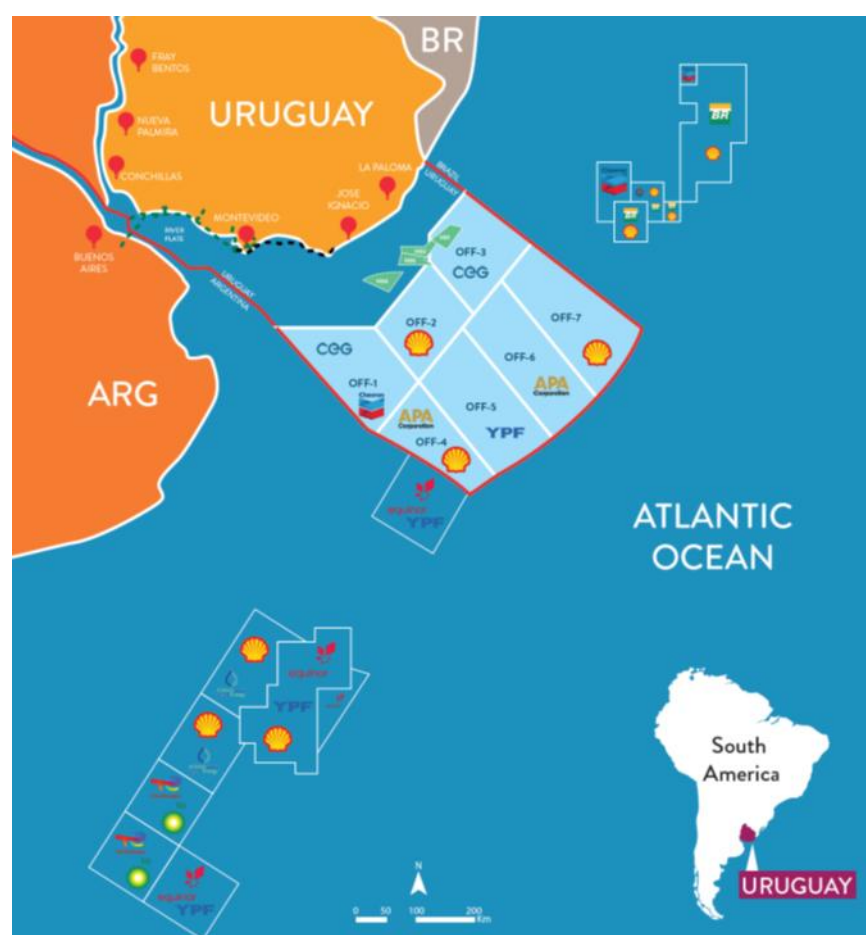 BR
FRAY
BENTOS
URUGUAY
NUEVA
PALMIRA
CONCHILLAS
LA PALOMA
BRAZIL
URUGUAY
JOSE
IGNACIO
MONTEVIDEO
RIVER
PLATE
BUENOS
AIRES
URUGUAY
ARGENTINA
BR
Chevron
OFF-3
CEG
OFF-2
OFF-7
CEG
OFF-6
OFF-1
Chevron
APA
Corporation
APA
Corporation
OFF-5
YPF
OFF-4
ARG
equinor
YPF
ATLANTIC
OCEAN
equinor
YPF
South
America
equinor
YPF
N
0 50 100 200
Km
URUGUAY